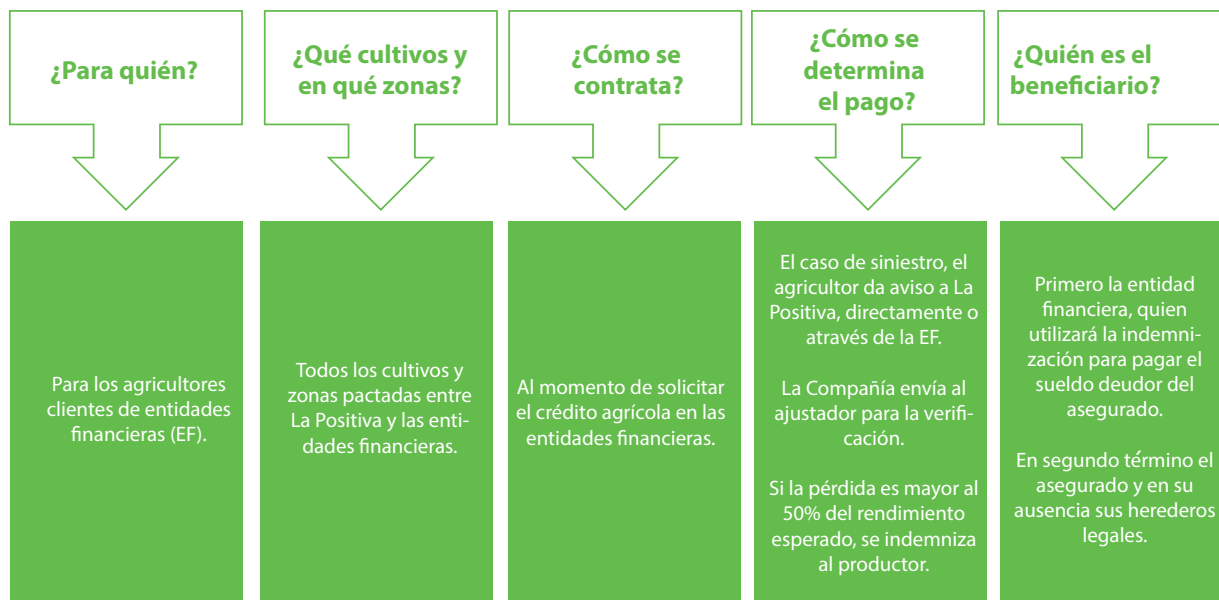 ¿Para quién?
¿Qué cultivos y
en qué zonas?
¿Cómo se
contrata?
¿Cómo se
determina
el pago?
¿Quién es el
beneficiario?
Para los agricultores
clientes de entidades
financieras (EF).
Todos los cultivos y
zonas pactadas entre
La Positiva y las enti-
dades financieras.
Al momento de solicitar
el crédito agrícola en las
entidades financieras.
El caso de siniestro, el
agricultor da aviso a La
Positiva, directamente o
através de la EF.
La Compañía envía al
ajustador para la verifi-
cación.
Si la pérdida es mayor al
50% del rendimiento
esperado, se indemniza
al productor.
Primero la entidad
financiera, quien
utilizará la indemni-
zación para pagar el
sueldo deudor del
asegurado.
En segundo término el
asegurado y en su
ausencia sus herederos
legales.